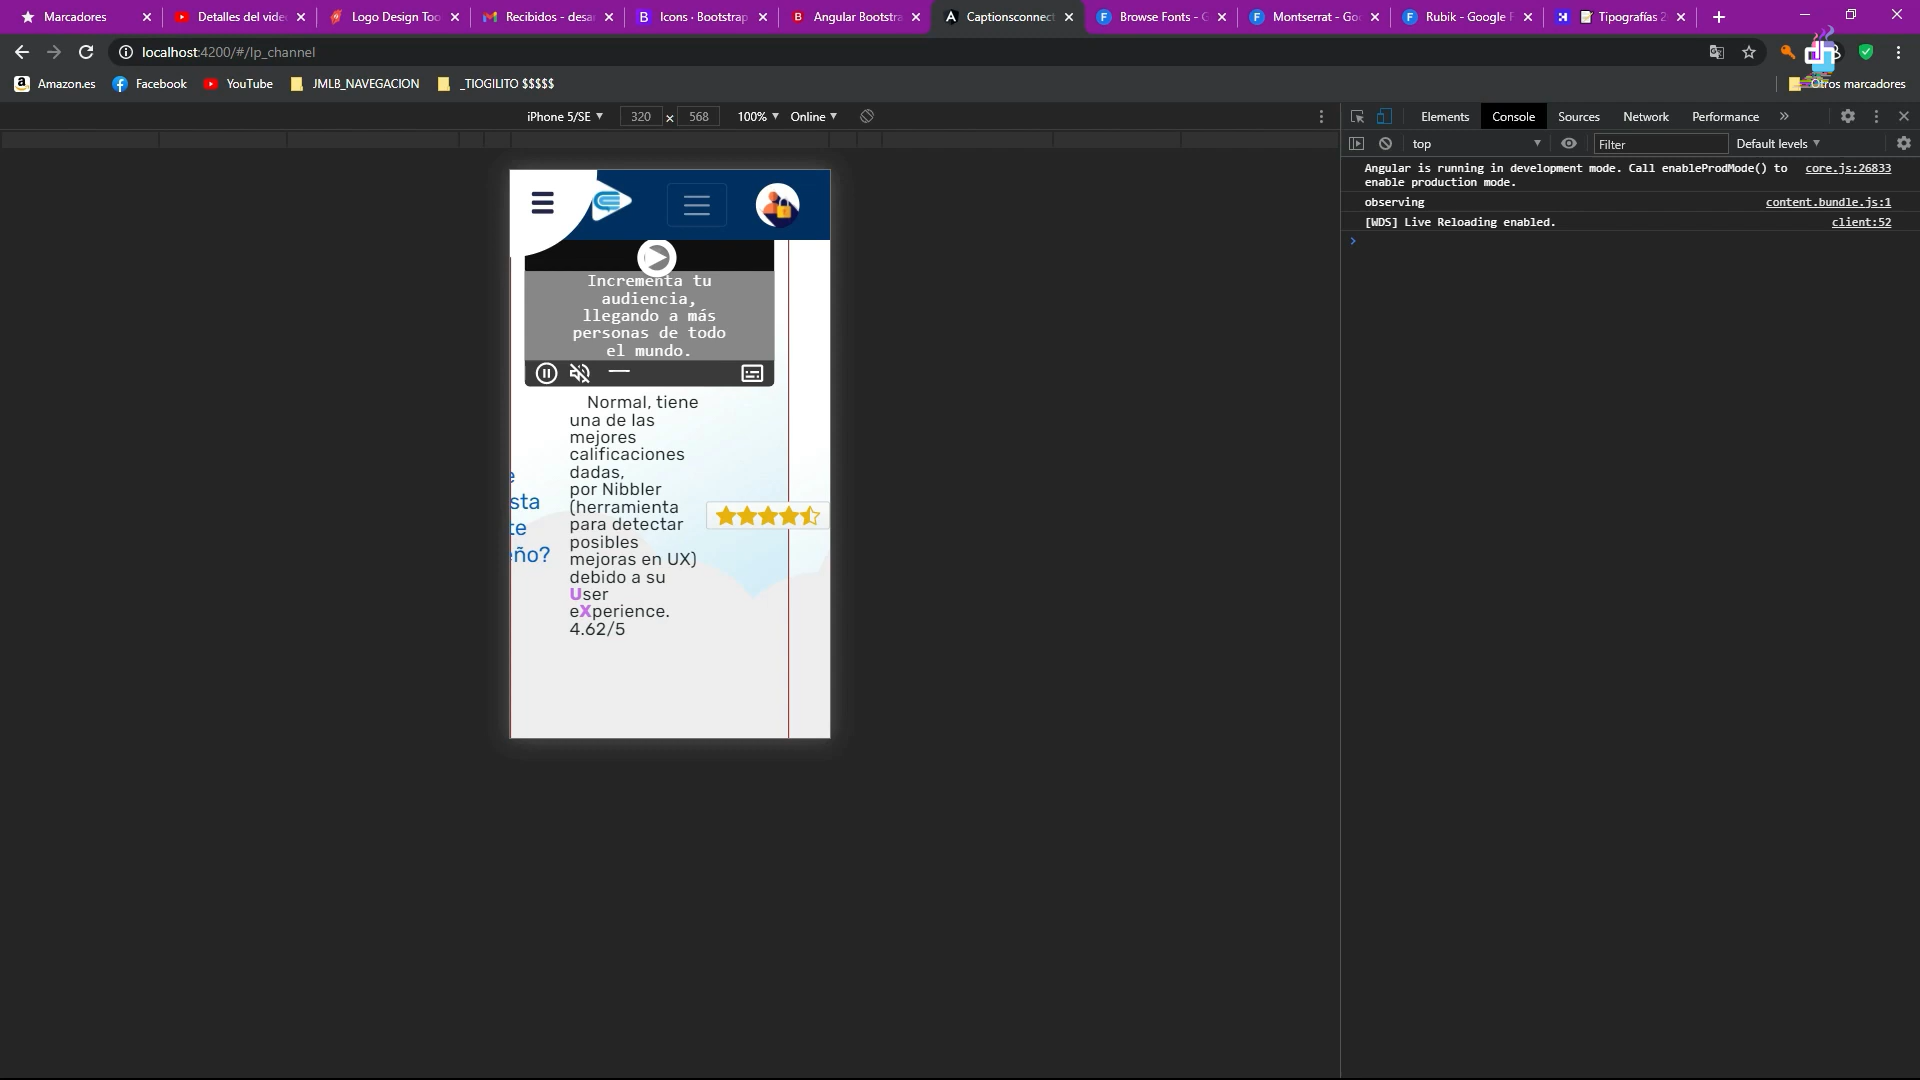 Marcadores
Detalles del vide
Logo Design Too
Recibidos - desa
Icons · Bootstrap
Angular Bootstra
Captionsconnect
Browse Fonts - G
Montserrat - Goo
Rubik - Google F
Tipografías 2
localhost:4200/#/lp_channel
Amazon.es
Facebook
YouTube
JMLB_NAVEGACION
_TIOGILITO $$$$$
Otros marcadores
iPhone 5/SE
320 x 568
100%
Online
Elements
Console
Sources
Network
Performance
top
Filter
Default levels
Angular is running in development mode. Call enableProdMode() to core.js:26833
enable production mode.
observing content.bundle.js:1
[WDS] Live Reloading enabled. client:52
Incrementa tu
audiencia,
llegando a más
personas de todo
el mundo.
e
sta
te
eño?
Normal, tiene
una de las
mejores
calificaciones
dadas,
por Nibbler
(herramienta
para detectar
posibles
mejoras en UX)
debido a su
User
eXperience.
4.62/5